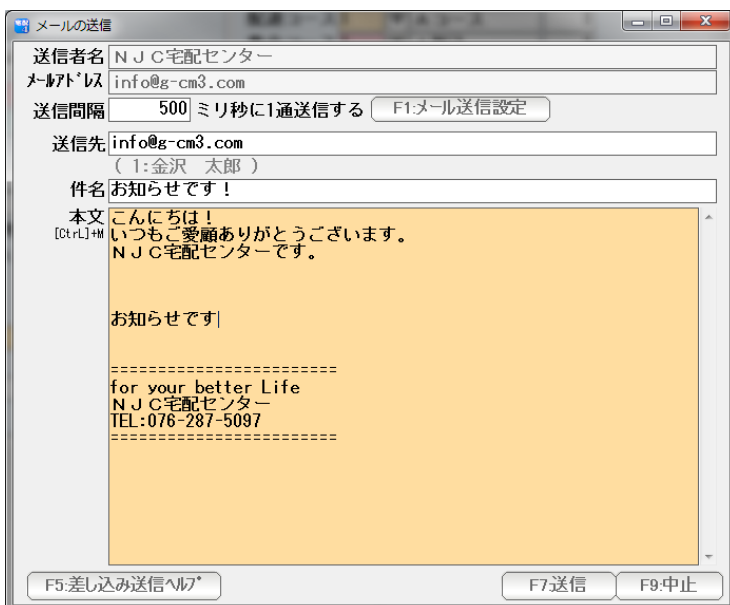 メールの送信
送信者名 ＮＪＣ宅配センター
ﾒｰﾙｱﾄﾞﾚｽ info@g-cm3.com
送信間隔 500 ミリ秒に1通送信する F1:メール送信設定
送信先 info@g-cm3.com
( 1:金沢　太郎 )
件名 お知らせです！
本文 こんにちは！
[CtrL]+M いつもご愛顧ありがとうございます。
ＮＪＣ宅配センターです。
お知らせです
========================
for your better Life
ＮＪＣ宅配センター
TEL:076-287-5097
========================
F5:差し込み送信ﾍﾙﾌﾟ F7:送信 F9:中止